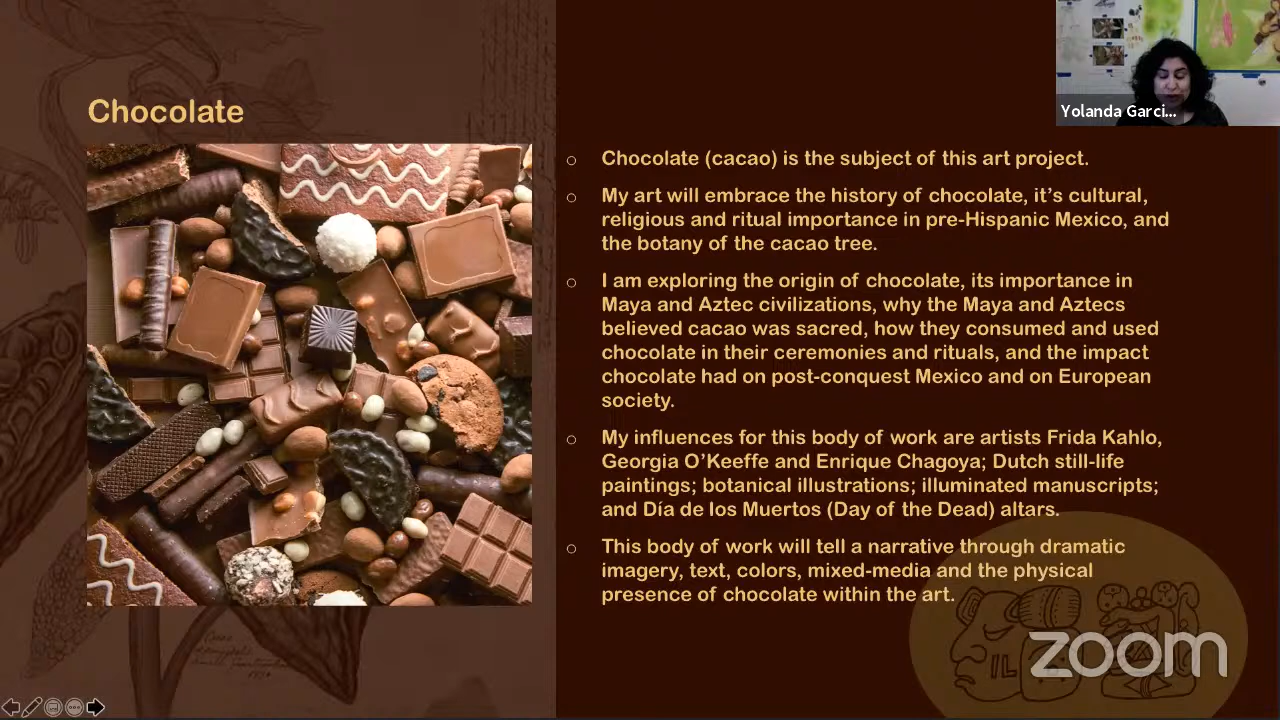 Chocolate
Yolanda Garci...
Chocolate (cacao) is the subject of this art project.
My art will embrace the history of chocolate, it's cultural,
religious and ritual importance in pre-Hispanic Mexico, and
the botany of the cacao tree.
I am exploring the origin of chocolate, its importance in
Maya and Aztec civilizations, why the Maya and Aztecs
believed cacao was sacred, how they consumed and used
chocolate in their ceremonies and rituals, and the impact
chocolate had on post-conquest Mexico and on European
society.
My influences for this body of work are artists Frida Kahlo,
Georgia O'Keeffe and Enrique Chagoya; Dutch still-life
paintings; botanical illustrations; illuminated manuscripts;
and Día de los Muertos (Day of the Dead) altars.
This body of work will tell a narrative through dramatic
imagery, text, colors, mixed-media and the physical
presence of chocolate within the art.
zoom